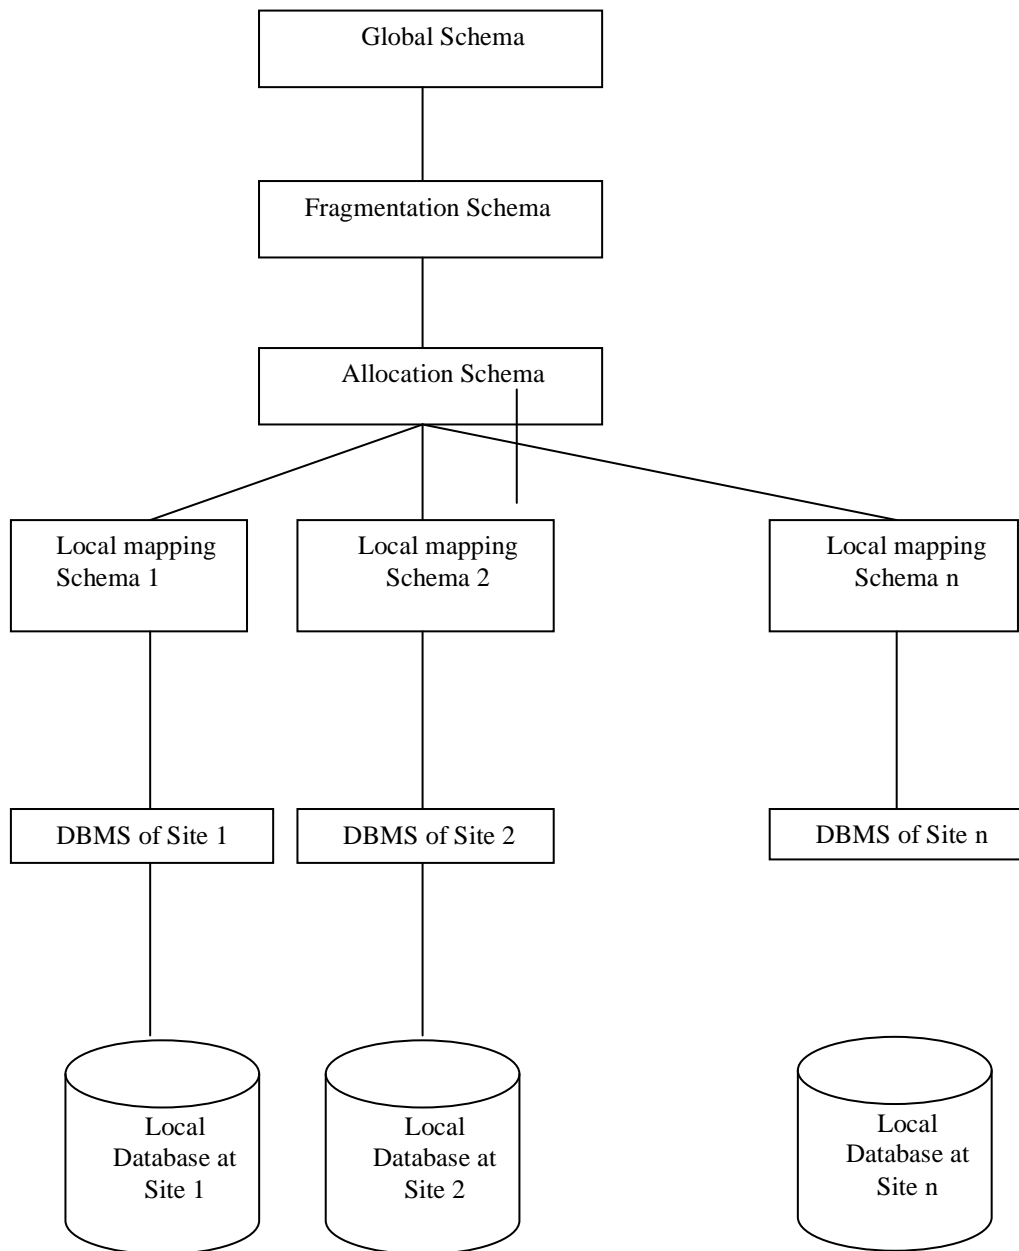 Global Schema
Fragmentation Schema
Allocation Schema
Local mapping
Schema 1
Local mapping
Schema 2
Local mapping
Schema n
DBMS of Site 1
DBMS of Site 2
DBMS of Site n
Local
Database at
Site 1
Local
Database at
Site 2
Local
Database at
Site n